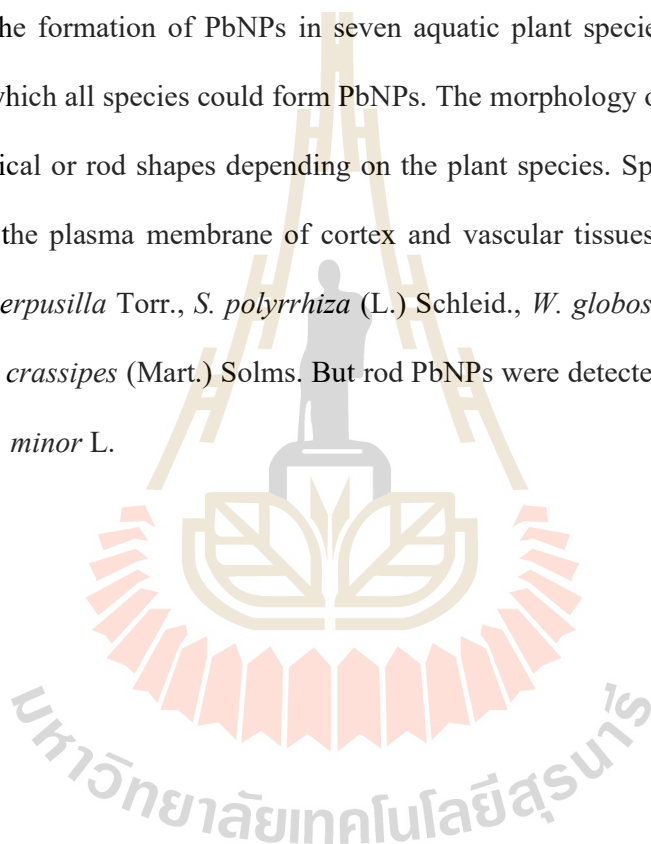 he formation of PbNPs in seven aquatic plant specie
which all species could form PbNPs. The morphology o
ical or rod shapes depending on the plant species. Sp
the plasma membrane of cortex and vascular tissues
erpusilla Torr., S. polyrrhiza (L.) Schleid., W. globos
crassipes (Mart.) Solms. But rod PbNPs were detecte
minor L.
มหาวิทยาลัยเทคโนโลยีสุรนารี